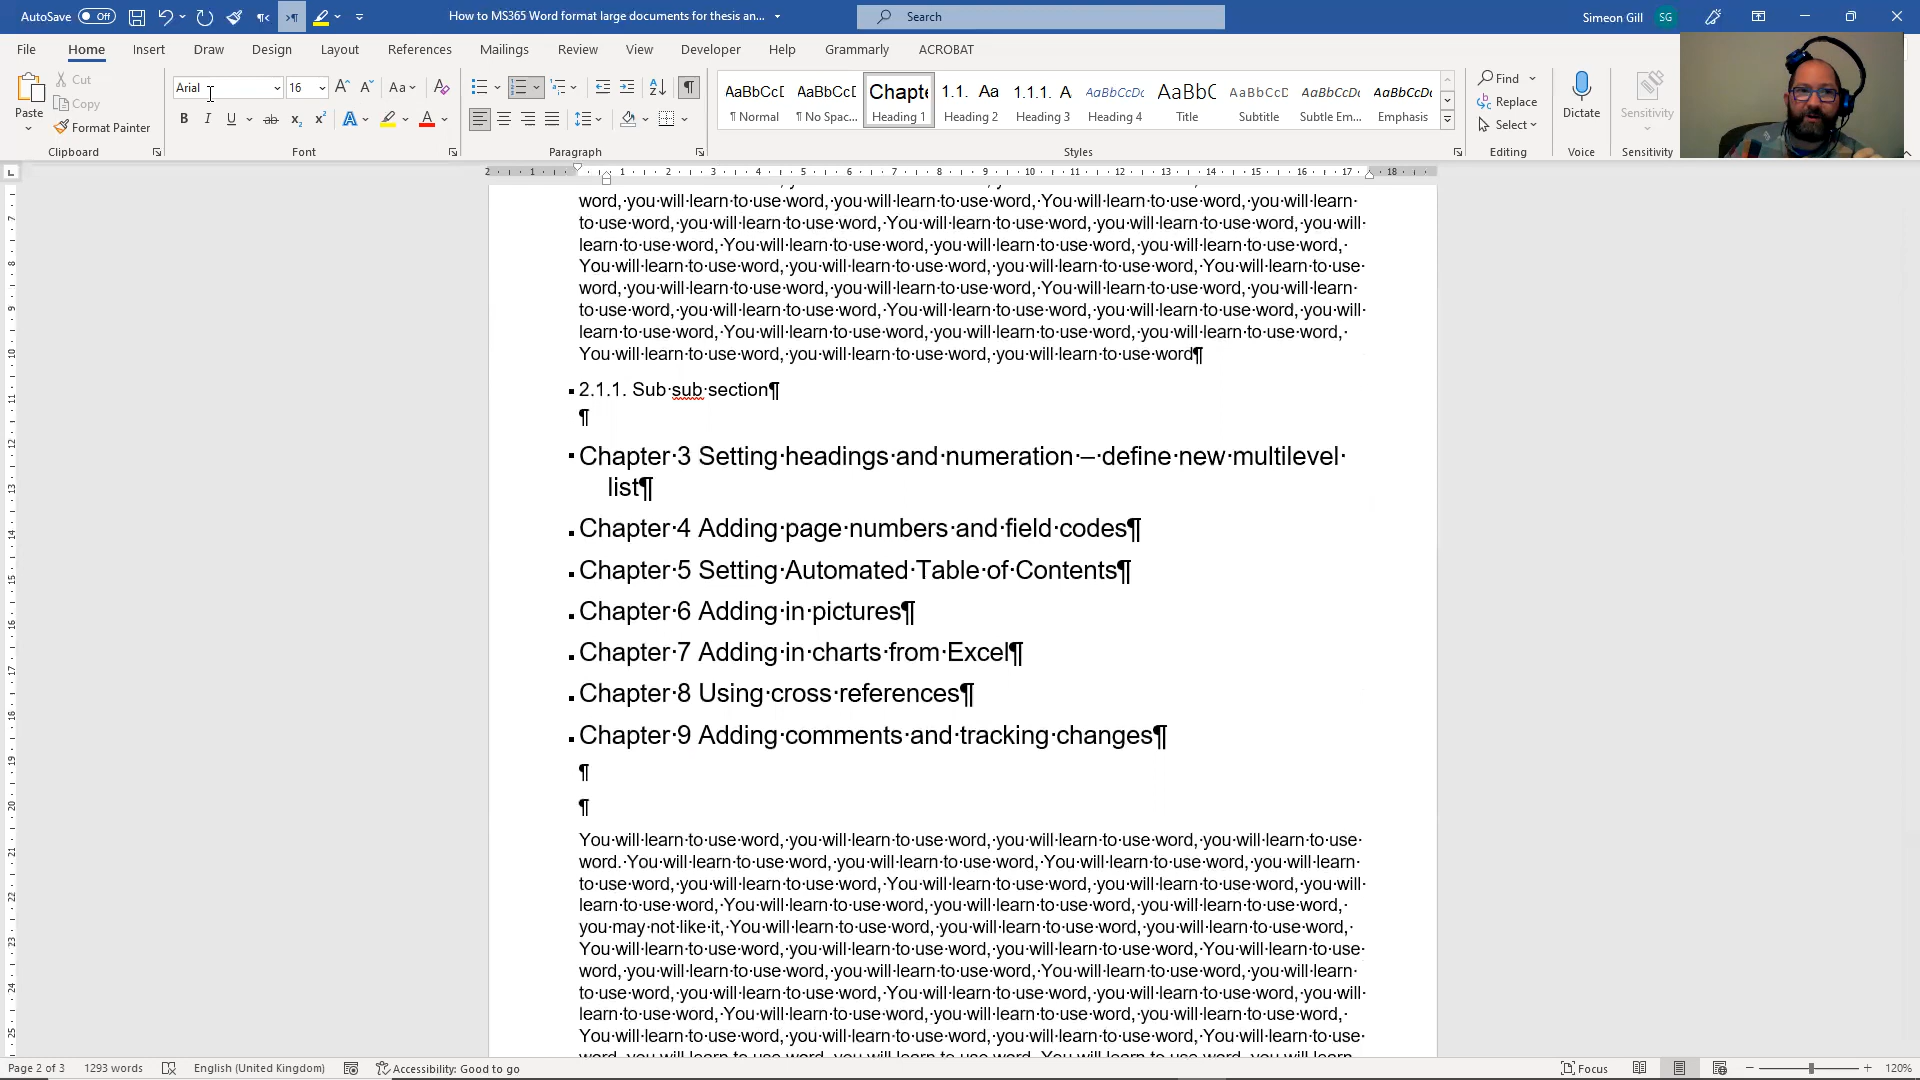 AutoSave Off How to MS365 Word format large documents for thesis an... Search Simeon Gill SG
File Home Insert Draw Design Layout References Mailings Review View Developer Help Grammarly ACROBAT
Cut
Copy
Paste
Format Painter
Clipboard
Arial 16 Aa
Font
Paragraph
AaBbCcD AaBbCcD Chapte 1.1. Aa 1.1.1. A AaBbCcDc AaBbC AaBbCcD AaBbCcDc AaBbCcDc
¶ Normal ¶ No Spac... Heading 1 ¶ Heading 2 ¶ Heading 3 ¶ Heading 4 ¶ Title ¶ Subtitle ¶ Subtle Em... ¶ Emphasis
Styles
Find
Replace
Select
Editing
Dictate
Voice
Sensitivity
Sensitivity
2 1 1 2 3 4 5 6 7 8 9 10 11 12 13 14 15 16 17 18
word,·you·will·learn·to·use·word,·you·will·learn·to·use·word,·You·will·learn·to·use·word,·you·will·learn·
to·use·word,·you·will·learn·to·use·word,·You·will·learn·to·use·word,·you·will·learn·to·use·word,·you·will·
learn·to·use·word,·You·will·learn·to·use·word,·you·will·learn·to·use·word,·you·will·learn·to·use·word,·
You·will·learn·to·use·word,·you·will·learn·to·use·word,·you·will·learn·to·use·word,·You·will·learn·to·use·
word,·you·will·learn·to·use·word,·you·will·learn·to·use·word,·You·will·learn·to·use·word,·you·will·learn·
to·use·word,·you·will·learn·to·use·word,·You·will·learn·to·use·word,·you·will·learn·to·use·word,·you·will·
learn·to·use·word,·You·will·learn·to·use·word,·you·will·learn·to·use·word,·you·will·learn·to·use·word,·
You·will·learn·to·use·word,·you·will·learn·to·use·word,·you·will·learn·to·use·word¶
2.1.1. Sub·sub·section¶
¶
Chapter·3 Setting·headings·and·numeration·–·define·new·multilevel·
list¶
Chapter·4 Adding·page·numbers·and·field·codes¶
Chapter·5 Setting·Automated·Table·of·Contents¶
Chapter·6 Adding·in·pictures¶
Chapter·7 Adding·in·charts·from·Excel¶
Chapter·8 Using·cross·references¶
Chapter·9 Adding·comments·and·tracking·changes¶
¶
¶
You·will·learn·to·use·word,·you·will·learn·to·use·word,·you·will·learn·to·use·word,·you·will·learn·to·use·
word.·You·will·learn·to·use·word,·you·will·learn·to·use·word,·You·will·learn·to·use·word,·you·will·learn·
to·use·word,·you·will·learn·to·use·word,·You·will·learn·to·use·word,·you·will·learn·to·use·word,·you·will·
learn·to·use·word,·You·will·learn·to·use·word,·you·will·learn·to·use·word,·you·will·learn·to·use·word,·
you·may·not·like·it,·You·will·learn·to·use·word,·you·will·learn·to·use·word,·you·will·learn·to·use·word,·
You·will·learn·to·use·word,·you·will·learn·to·use·word,·you·will·learn·to·use·word,·You·will·learn·to·use·
word,·you·will·learn·to·use·word,·you·will·learn·to·use·word,·You·will·learn·to·use·word,·you·will·learn·
to·use·word,·you·will·learn·to·use·word,·You·will·learn·to·use·word,·you·will·learn·to·use·word,·you·will·
learn·to·use·word,·You·will·learn·to·use·word,·you·will·learn·to·use·word,·you·will·learn·to·use·word,·
You·will·learn·to·use·word,·you·will·learn·to·use·word,·you·will·learn·to·use·word,·You·will·learn·to·use·
Page 2 of 3 1293 words English (United Kingdom) Accessibility: Good to go Focus 120%